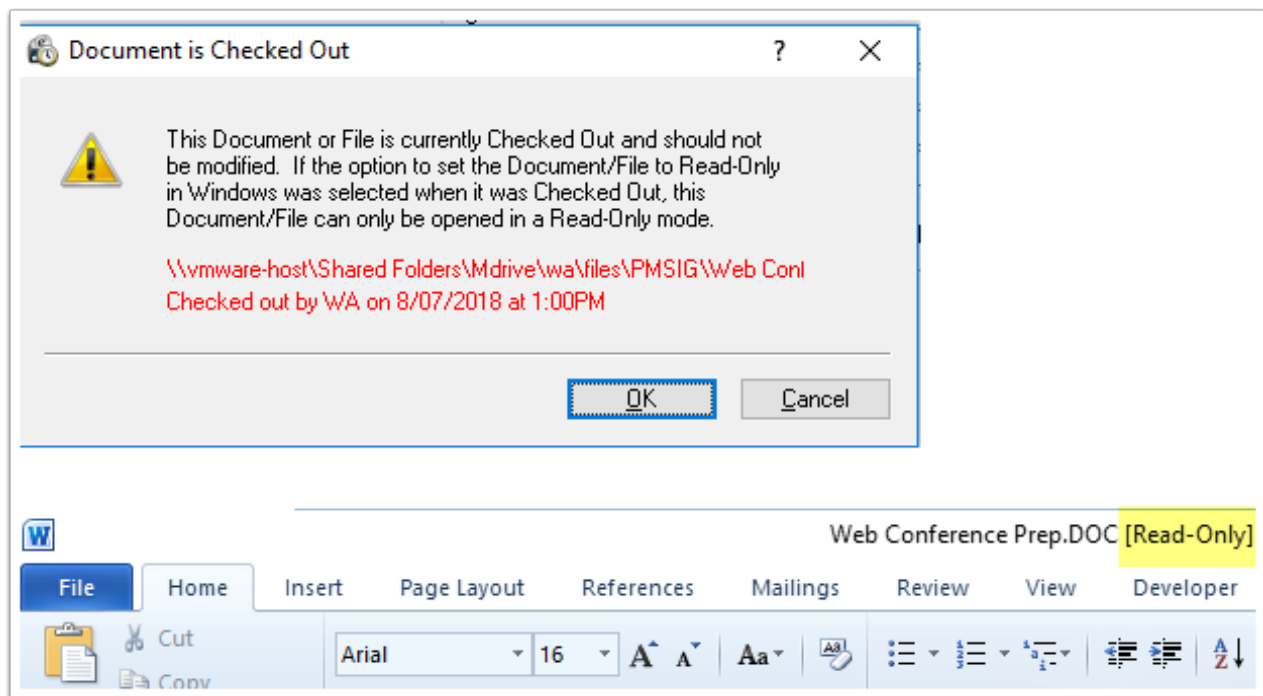 Document is Checked Out
?
This Document or File is currently Checked Out and should not
be modified.  If the option to set the Document/File to Read-Only
in Windows was selected when it was Checked Out, this
Document/File can only be opened in a Read-Only mode.
\\vmware-host\Shared Folders\Mdrive\wa\files\PMSIG\Web Conf
Checked out by WA on 8/07/2018 at 1:00PM
OK Cancel
W Web Conference Prep.DOC [Read-Only]
File Home Insert Page Layout References Mailings Review View Developer
Cut
Arial 16 A A Aa
Copy